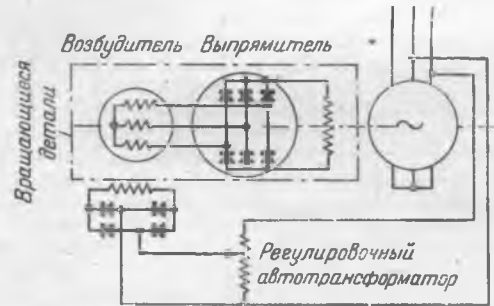 Возбудитель Выпрямитель
Вращающиеся
детали
Регулировочный
автотрансформатор